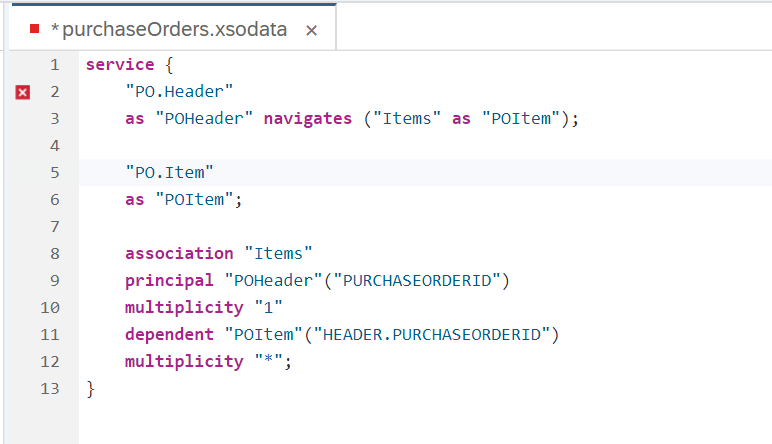 *purchaseOrders.xsodata ×
1 service {
2 "PO.Header"
3 as "POHeader" navigates ("Items" as "POItem");
4
5 "PO.Item"
6 as "POItem";
7
8 association "Items"
9 principal "POHeader"("PURCHASEORDERID")
10 multiplicity "1"
11 dependent "POItem"("HEADER.PURCHASEORDERID")
12 multiplicity "*";
13 }